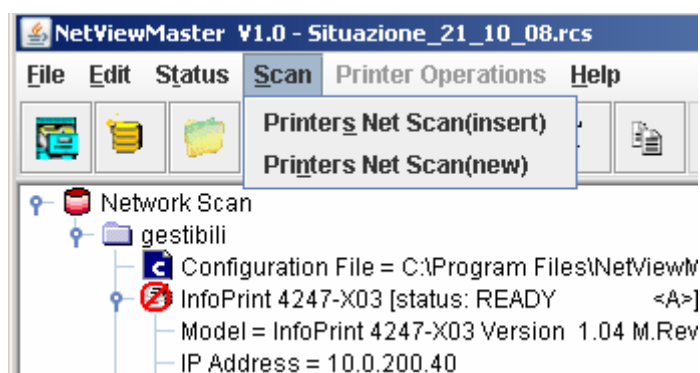 NetViewMaster V1.0 - Situazione_21_10_08.rcs
File Edit Status Scan Printer Operations Help
Printers Net Scan(insert)
Printers Net Scan(new)
Network Scan
gestibili
Configuration File = C:\Program Files\NetViewM
InfoPrint 4247-X03 [status: READY <A>]
Model = InfoPrint 4247-X03 Version 1.04 M.Rev
IP Address = 10.0.200.40